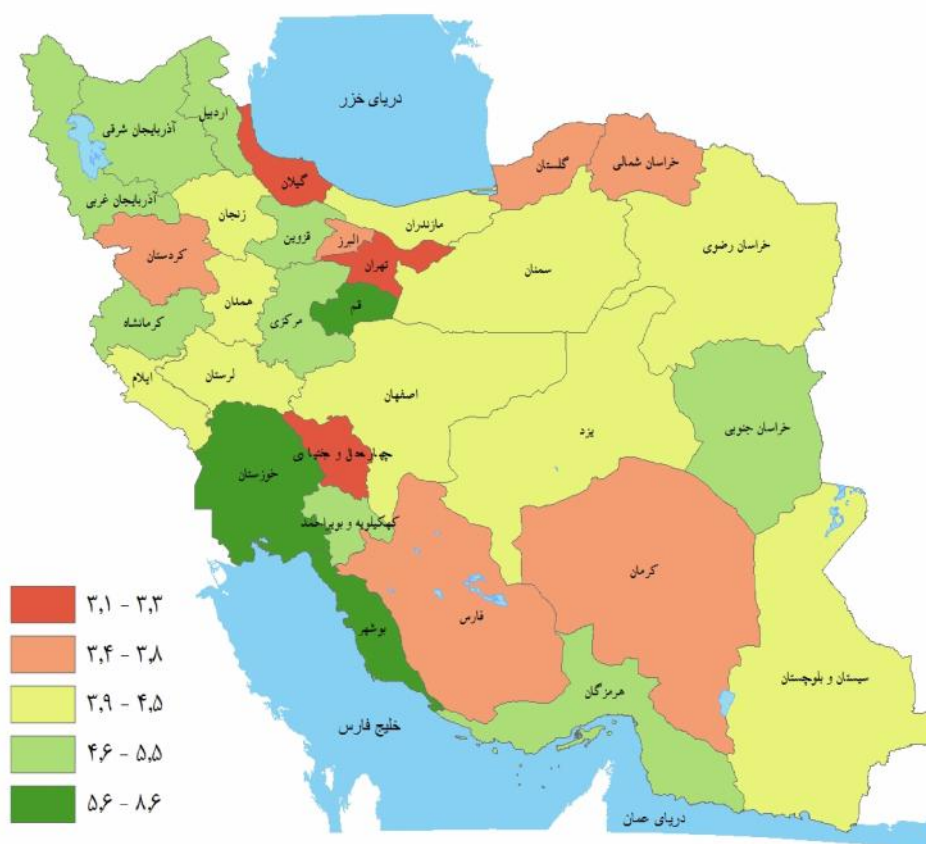 دریای خزر
اردبیل
آذربایجان شرقی
گلستان
خراسان شمالی
گیلان
آذربایجان غربی
زنجان
مازندران
قزوین
البرز
کردستان
خراسان رضوی
تهران
سمنان
همدان
قم
مرکزی
کرمانشاه
ایلام
لرستان
اصفهان
یزد
خراسان جنوبی
چهارمحال و بختیاری
خوزستان
کهکیلویه و بویراحمد
کرمان
۳,۱ - ۳,۳
فارس
بوشهر
۳,۴ - ۳,۸
سیستان و بلوچستان
هرمزگان
۳,۹ - ۴,۵
خلیج فارس
۴,۶ - ۵,۵
۵,۶ - ۸,۶
دریای عمان